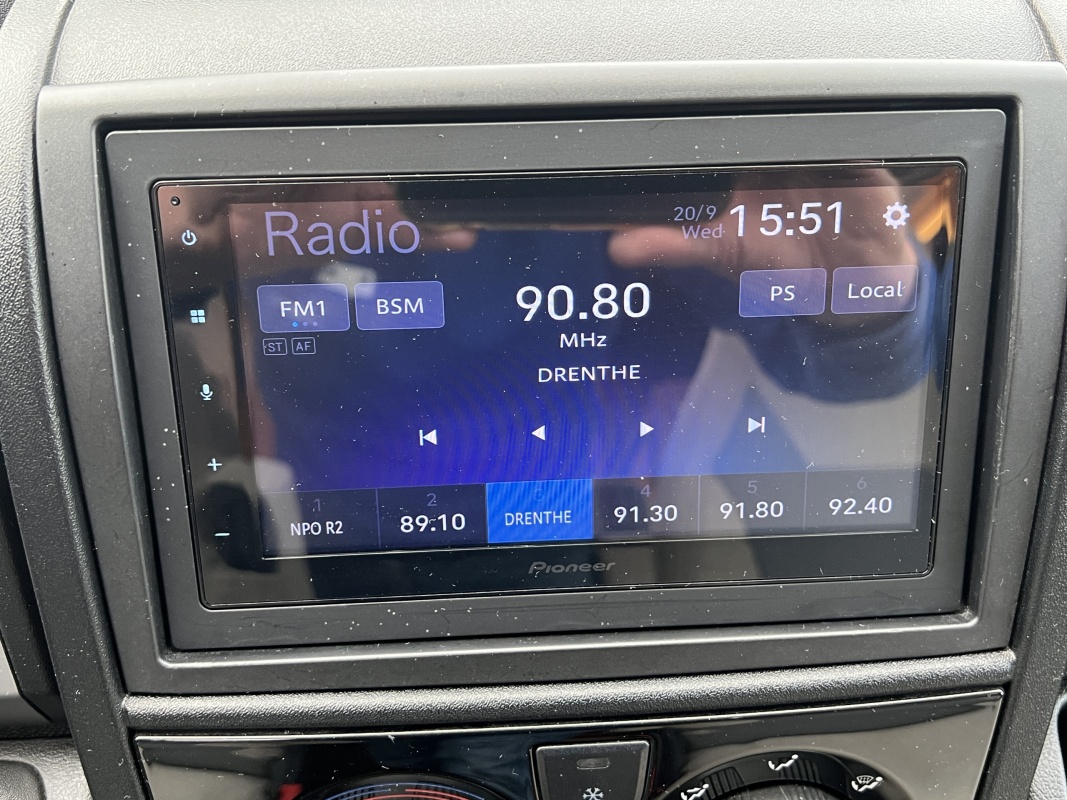 Radio
20/9
Wed
15:51
FM1
BSM
90.80
MHz
PS
Local
ST AF
DRENTHE
1
NPO R2
2
89.10
3
DRENTHE
4
91.30
5
91.80
6
92.40
Pioneer